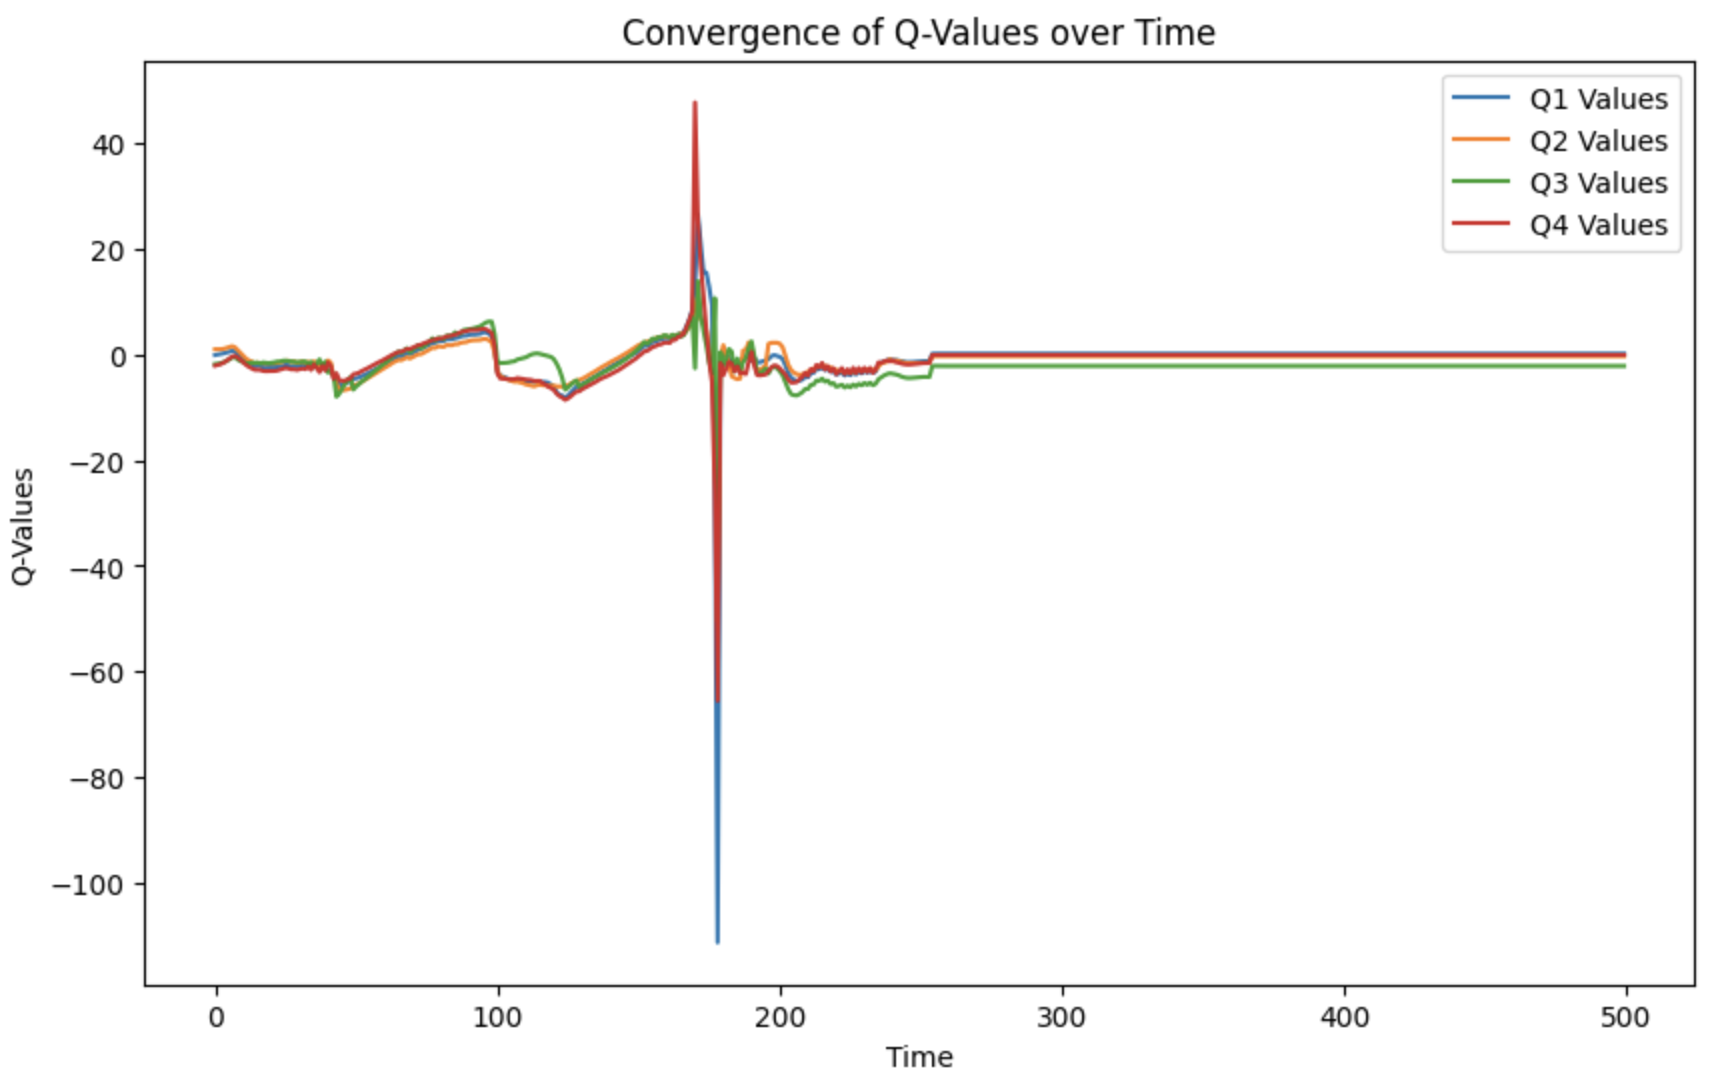 Convergence of Q-Values over Time
Q1 Values
Q2 Values
Q3 Values
Q4 Values
40
20
0
−20
−40
−60
−80
−100
Q-Values
0 100 200 300 400 500
Time